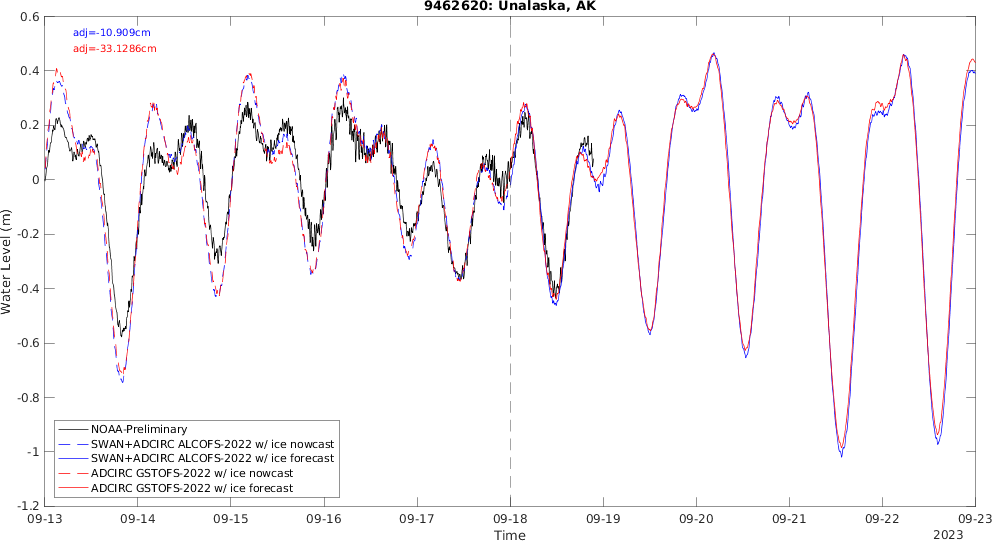 9462620: Unalaska, AK
adj=-10.909cm
adj=-33.1286cm
Water Level (m)
0.6
0.4
0.2
0
-0.2
-0.4
-0.6
-0.8
-1
-1.2
NOAA-Preliminary
SWAN+ADCIRC ALCOFS-2022 w/ ice nowcast
SWAN+ADCIRC ALCOFS-2022 w/ ice forecast
ADCIRC GSTOFS-2022 w/ ice nowcast
ADCIRC GSTOFS-2022 w/ ice forecast
09-13 09-14 09-15 09-16 09-17 09-18 09-19 09-20 09-21 09-22 09-23
Time
2023